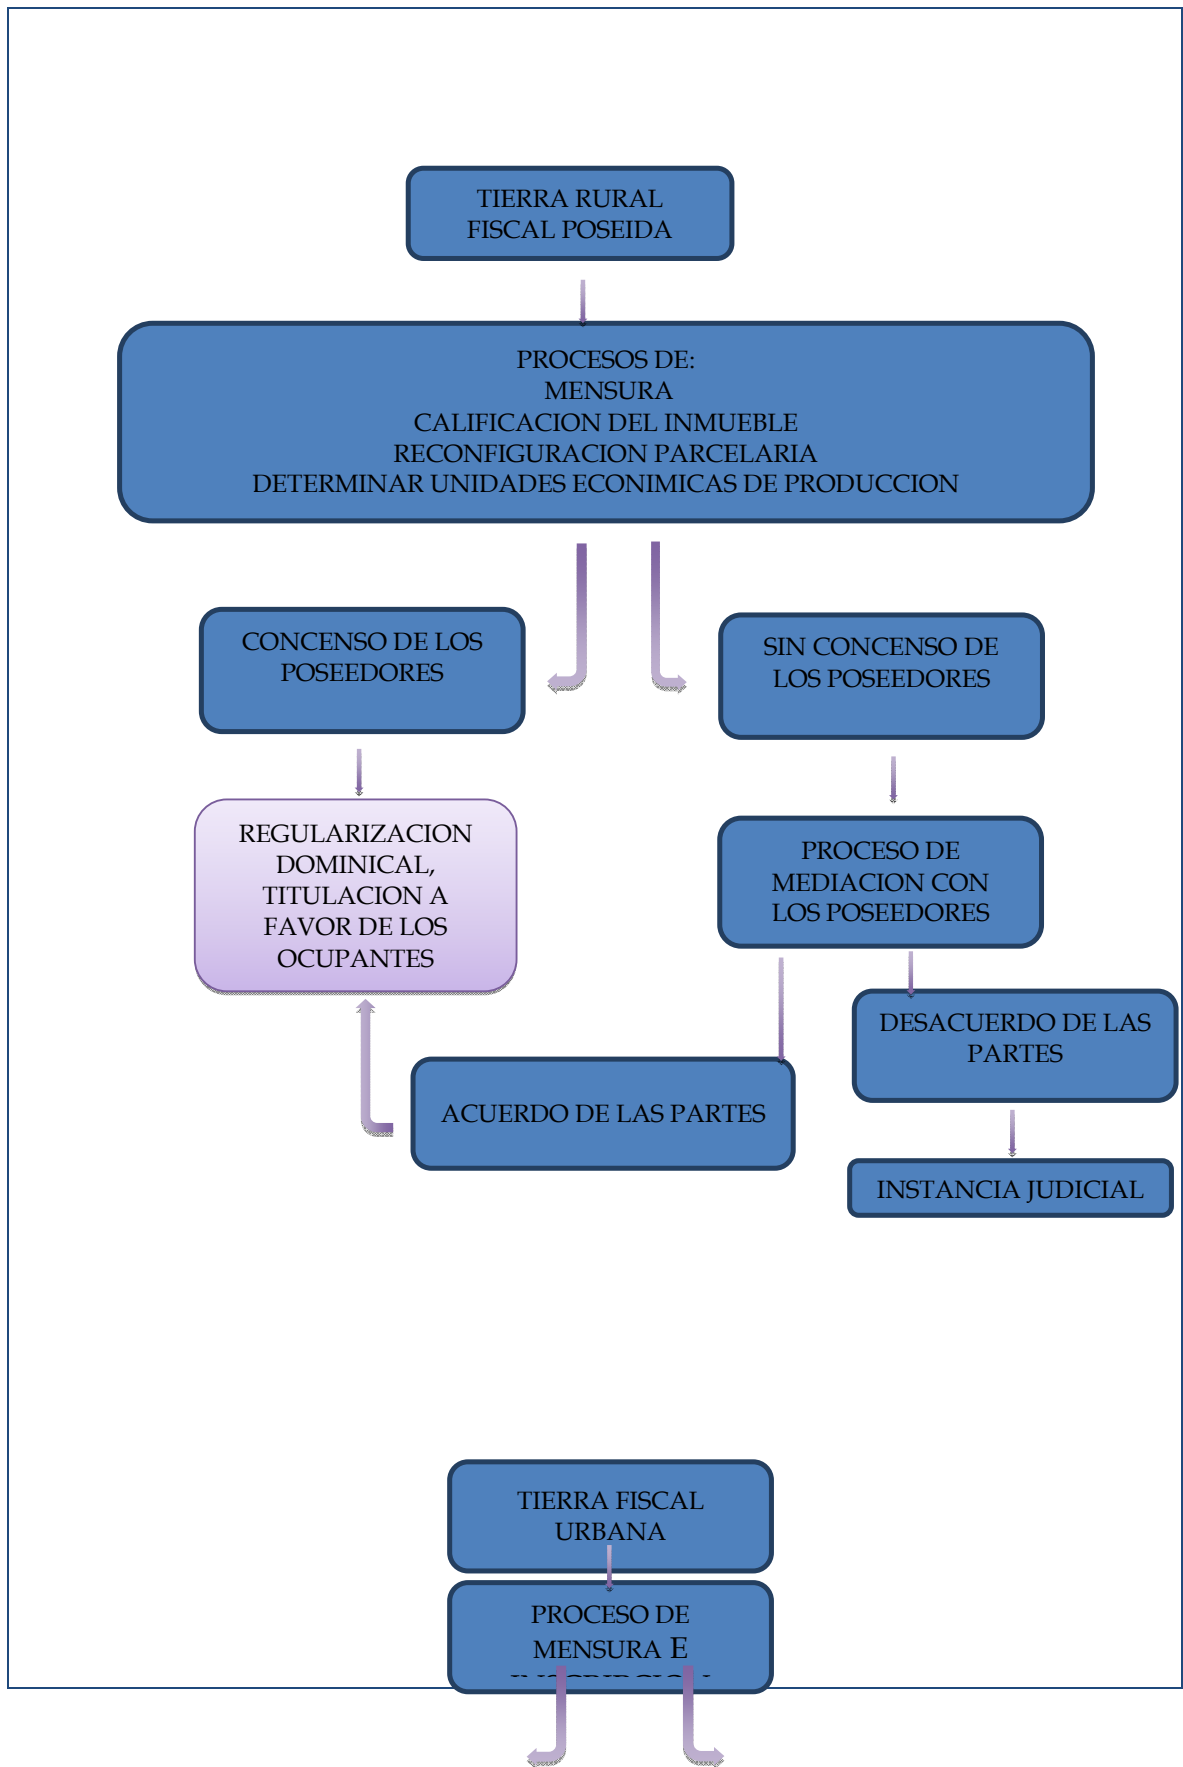 TIERRA RURAL
FISCAL POSEIDA
PROCESOS DE:
MENSURA
CALIFICACION DEL INMUEBLE
RECONFIGURACION PARCELARIA
DETERMINAR UNIDADES ECONIMICAS DE PRODUCCION
CONCENSO DE LOS
POSEEDORES
SIN CONCENSO DE
LOS POSEEDORES
REGULARIZACION
DOMINICAL,
TITULACION A
FAVOR DE LOS
OCUPANTES
PROCESO DE
MEDIACION CON
LOS POSEEDORES
DESACUERDO DE LAS
PARTES
ACUERDO DE LAS PARTES
INSTANCIA JUDICIAL
TIERRA FISCAL
URBANA
PROCESO DE
MENSURA E